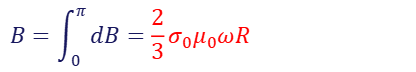 B = ∫₀^π dB = 2/3 σ₀μ₀ωR